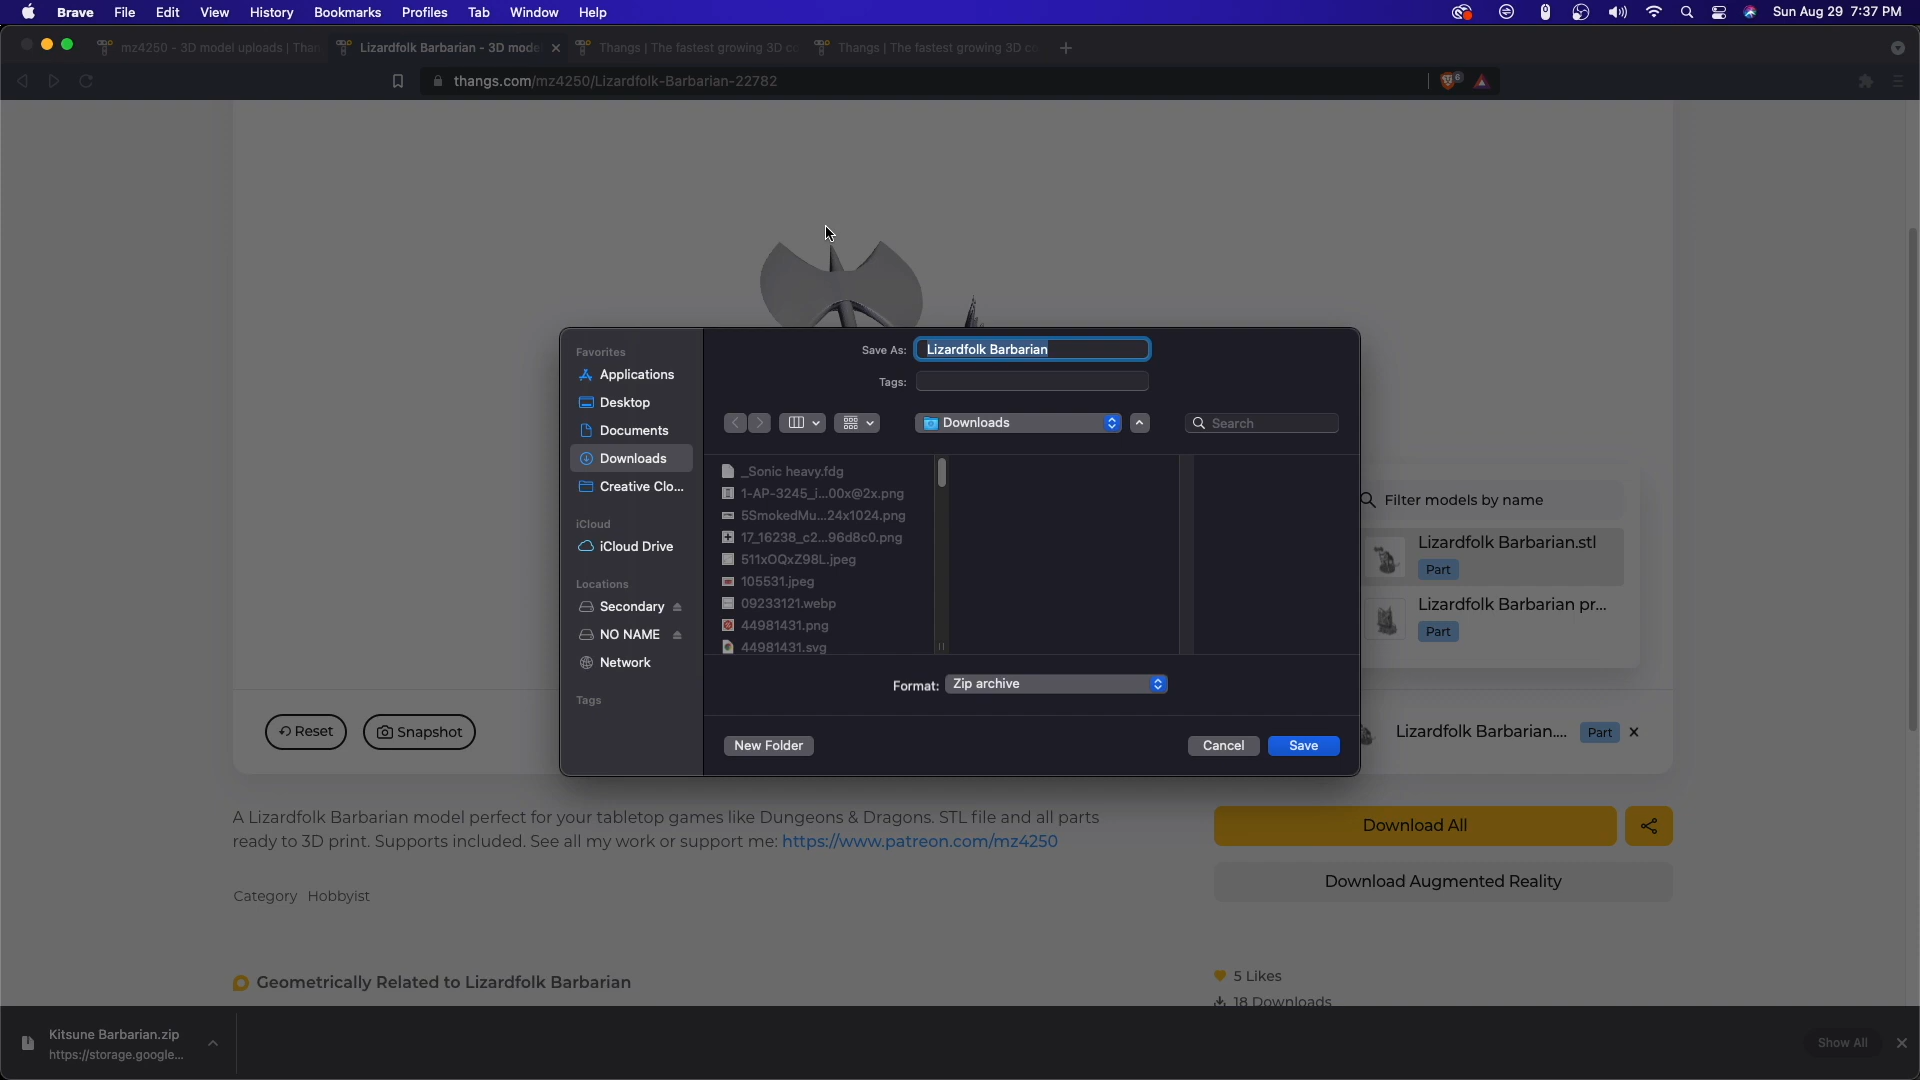 Brave File Edit View History Bookmarks Profiles Tab Window Help Sun Aug 29 7:37 PM
mz4250 - 3D model uploads | Than
Lizardfolk Barbarian - 3D mode
Thangs | The fastest growing 3D co
Thangs | The fastest growing 3D co
thangs.com/mz4250/Lizardfolk-Barbarian-22782
6
Save As: Lizardfolk Barbarian
Tags:
Downloads
Search
Favorites
Applications
Desktop
Documents
Downloads
Creative Clo...
iCloud
iCloud Drive
Locations
Secondary
NO NAME
Network
Tags
_Sonic heavy.fdg
1-AP-3245_i...00x@2x.png
5SmokedMu...24x1024.png
17_16238_c2...96d8c0.png
511xOQxZ98L.jpeg
105531.jpeg
09233121.webp
44981431.png
44981431.svg
Format: Zip archive
New Folder
Cancel
Save
Filter models by name
Lizardfolk Barbarian.stl
Part
Lizardfolk Barbarian pr...
Part
Reset
Snapshot
Lizardfolk Barbarian.... Part
A Lizardfolk Barbarian model perfect for your tabletop games like Dungeons & Dragons. STL file and all parts
ready to 3D print. Supports included. See all my work or support me: https://www.patreon.com/mz4250
Category Hobbyist
Download All
Download Augmented Reality
Geometrically Related to Lizardfolk Barbarian
5 Likes
18 Downloads
Kitsune Barbarian.zip
https://storage.google...
Show All